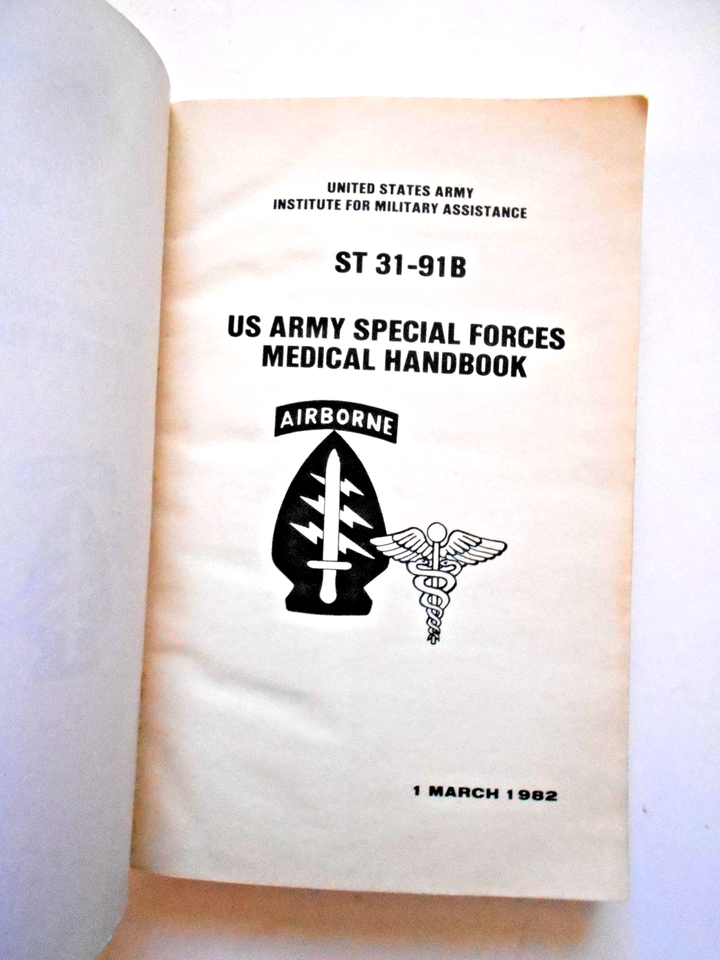 UNITED STATES ARMY
INSTITUTE FOR MILITARY ASSISTANCE
ST 31-91B
US ARMY SPECIAL FORCES
MEDICAL HANDBOOK
AIRBORNE
1 MARCH 1982